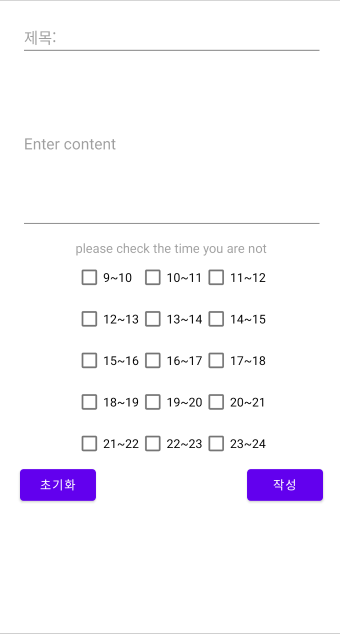 제목:
Enter content
please check the time you are not
9~10 10~11 11~12
12~13 13~14 14~15
15~16 16~17 17~18
18~19 19~20 20~21
21~22 22~23 23~24
초기화 작성